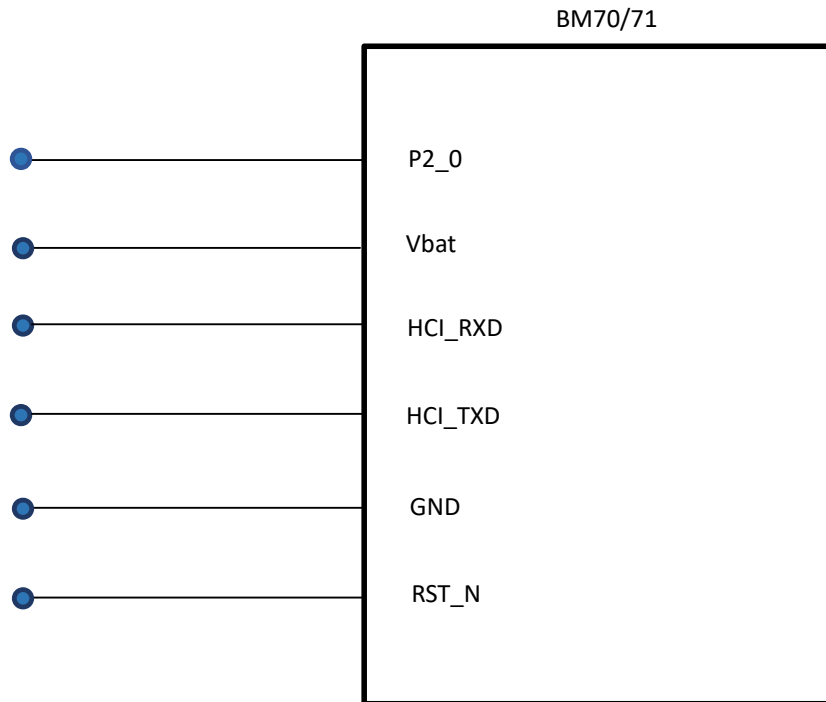 BM70/71
P2_0
Vbat
HCI_RXD
HCI_TXD
GND
RST_N